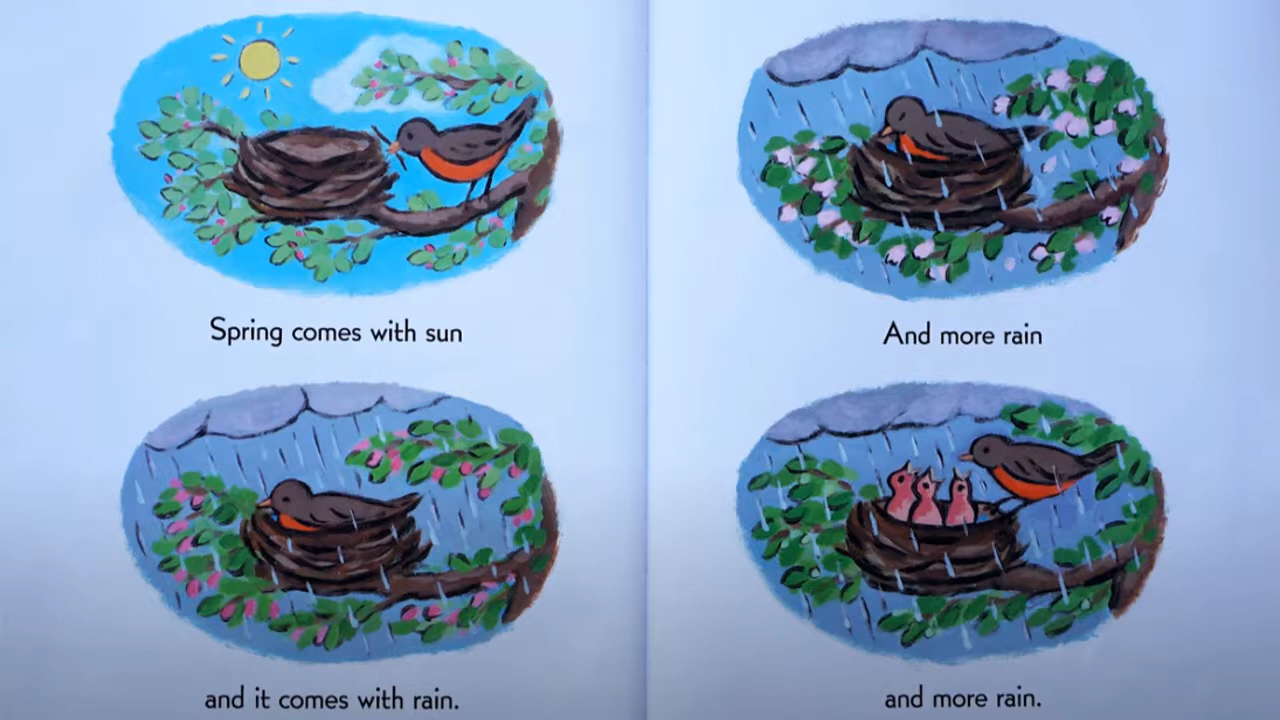 Spring comes with sun
and it comes with rain.
And more rain
and more rain.